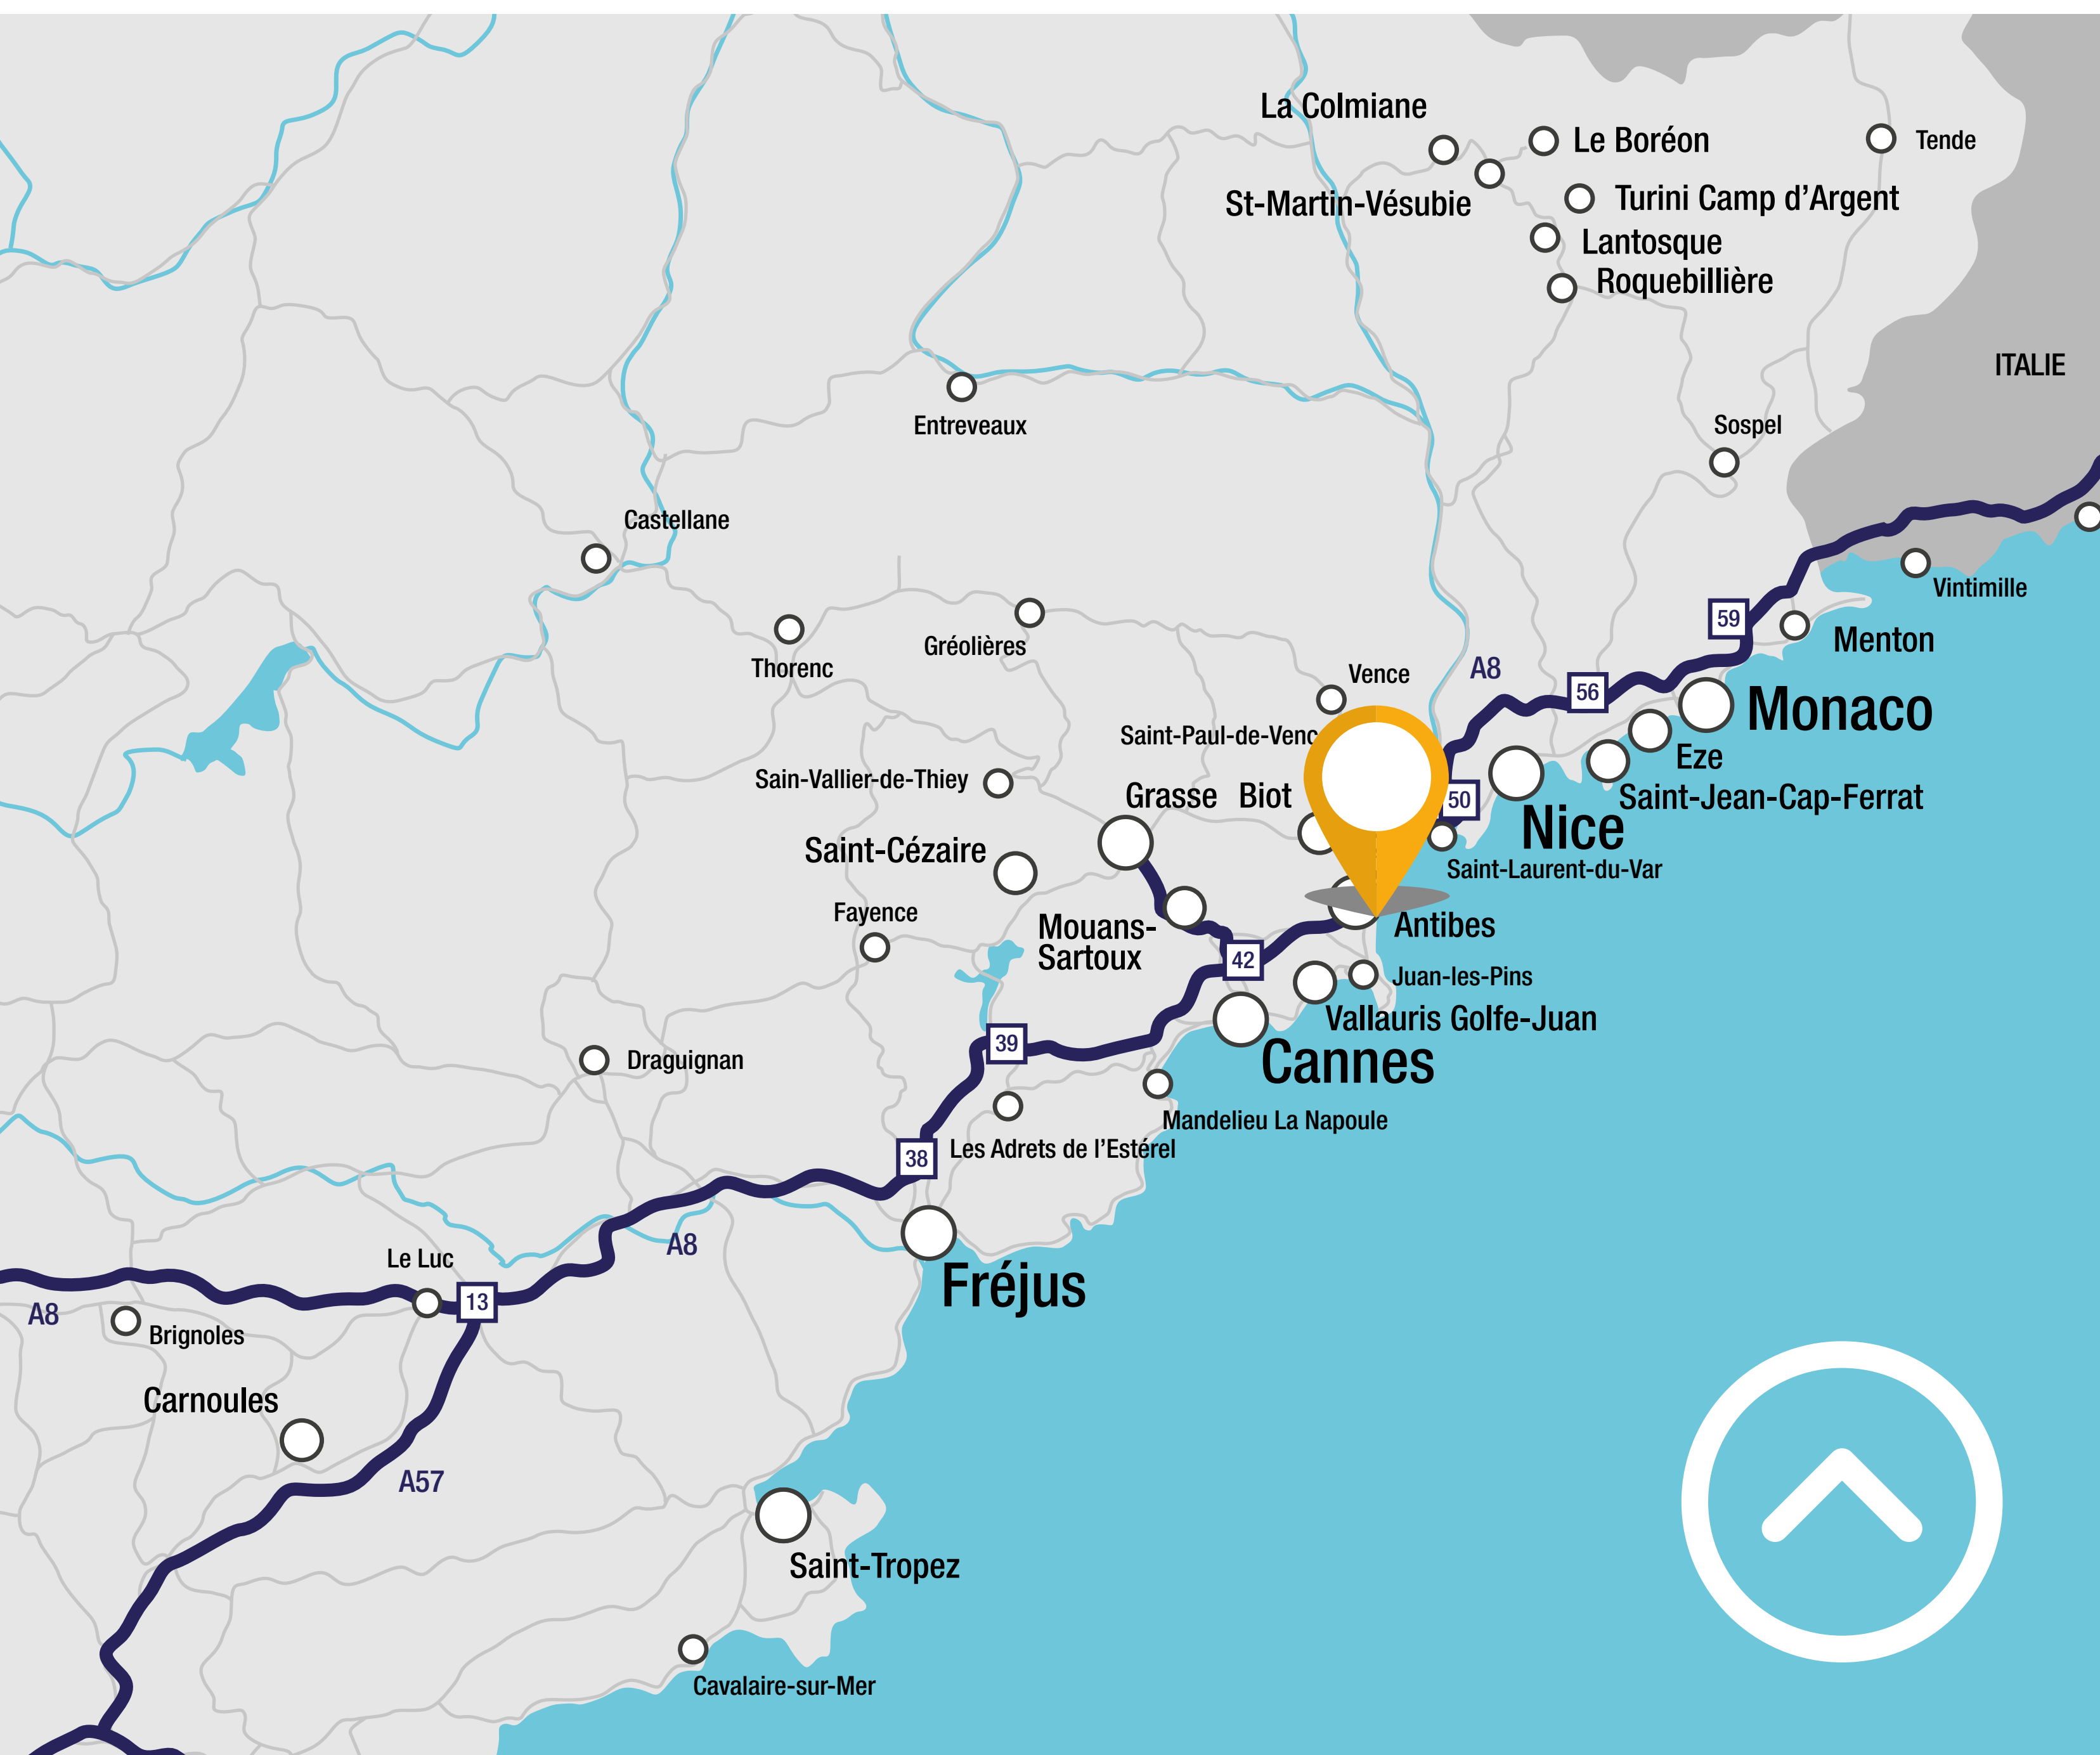 La Colmiane
Le Boréon
Tende
Turini Camp d'Argent
St-Martin-Vésubie
Lantosque
Roquebillière
ITALIE
Entreveaux
Sospel
Castellane
Vintimille
59
Menton
Gréolières
Thorenc
Vence
A8
56
Monaco
Saint-Paul-de-Venc
Eze
Sain-Vallier-de-Thiey
Grasse
Biot
50
Saint-Jean-Cap-Ferrat
Nice
Saint-Cézaire
Saint-Laurent-du-Var
Fayence
Mouans-
Sartoux
Antibes
42
Juan-les-Pins
Vallauris Golfe-Juan
39
Cannes
Draguignan
Mandelieu La Napoule
Les Adrets de l'Estérel
38
A8
Le Luc
Fréjus
13
A8
Brignoles
Carnoules
A57
Saint-Tropez
Cavalaire-sur-Mer